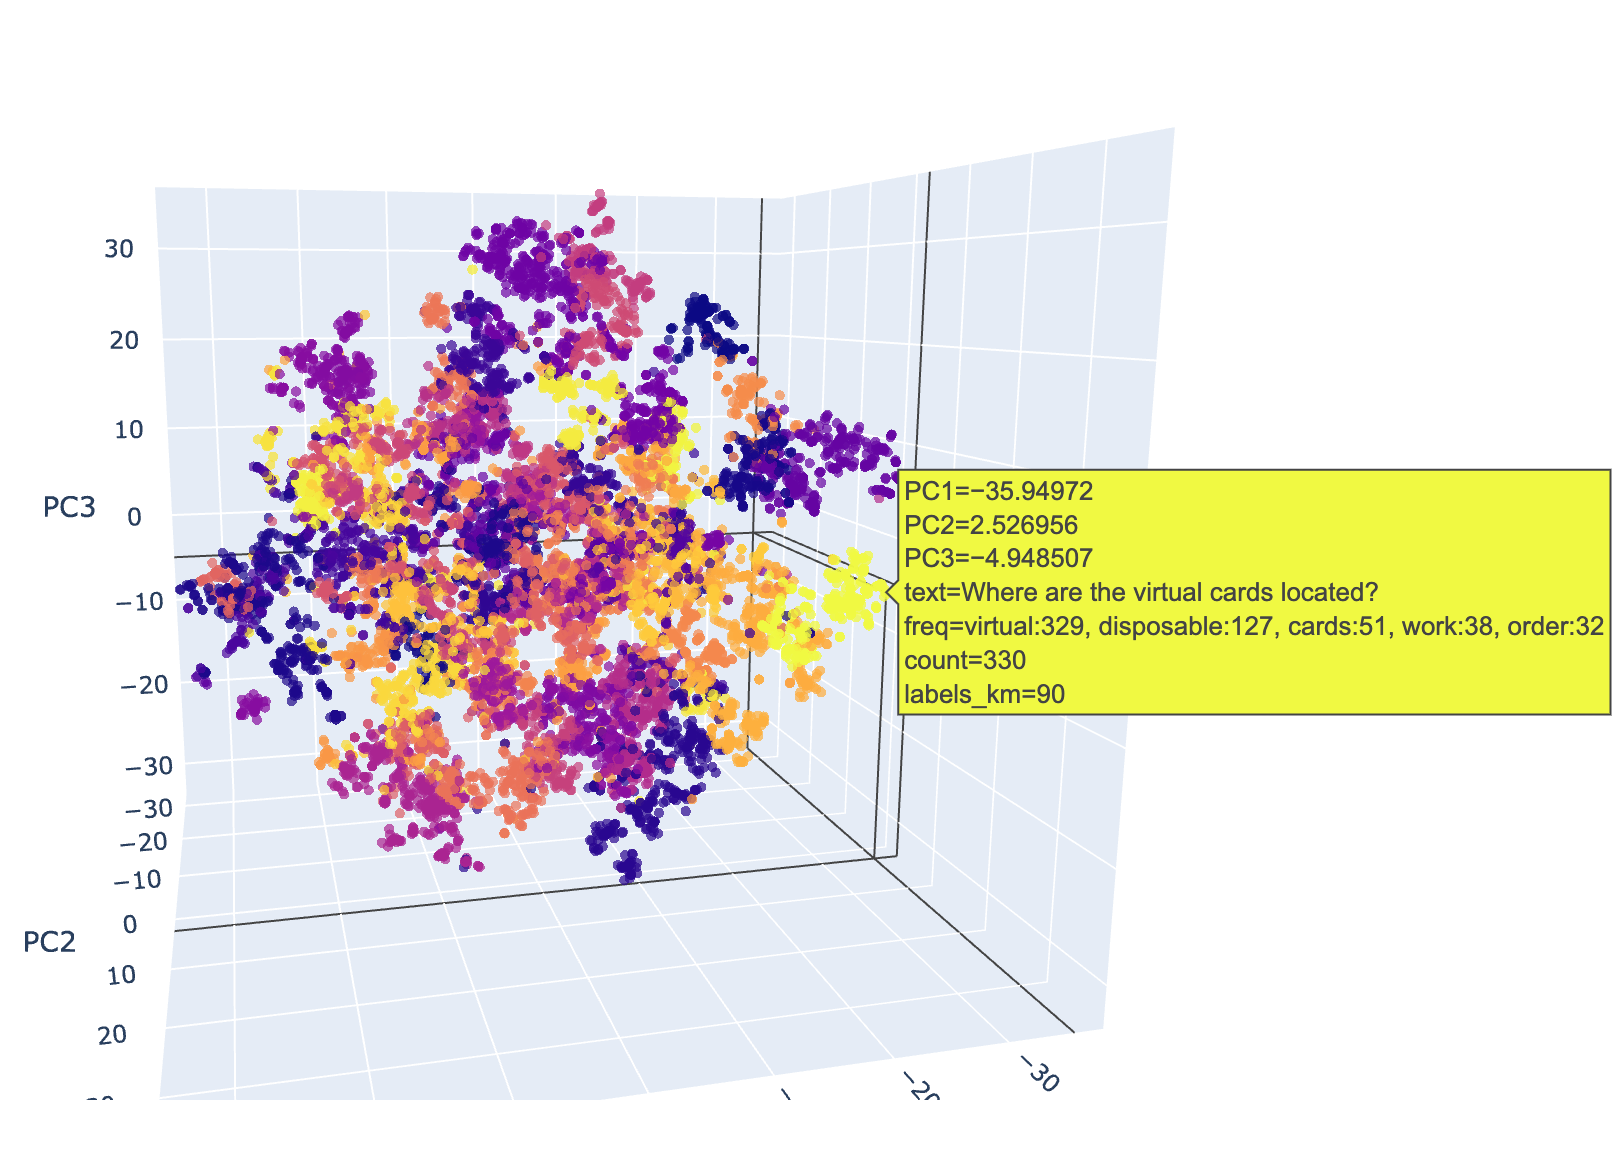 30
20
10
PC3
0
−10
−20
−30
−30
−20
−10
0
PC2
10
20
−20
−30
PC1=−35.94972
PC2=2.526956
PC3=−4.948507
text=Where are the virtual cards located?
freq=virtual:329, disposable:127, cards:51, work:38, order:32
count=330
labels_km=90